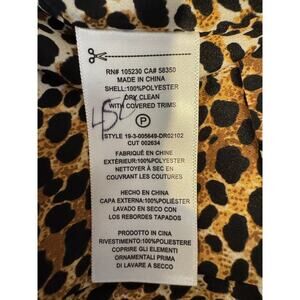 RN# 105230 CA# 58350
MADE IN CHINA
SHELL:100%POLYESTER
DRY CLEAN
WITH COVERED TRIMS
P
STYLE 19-3-005649-DR02102
CUT 002634
FABRIQUÉ EN CHINE
EXTÉRIEUR:100%POLYESTER
NETTOYER À SEC EN
COUVRANT LES COUTURES
HECHO EN CHINA
CAPA EXTERNA:100%POLIESTER
LAVADO EN SECO CON
LOS REBORDES TAPADOS
PRODOTTO IN CINA
RIVESTIMENTO:100%POLIESTERE
COPRIRE GLI ELEMENTI
ORNAMENTALI PRIMA
DI LAVARE A SECCO